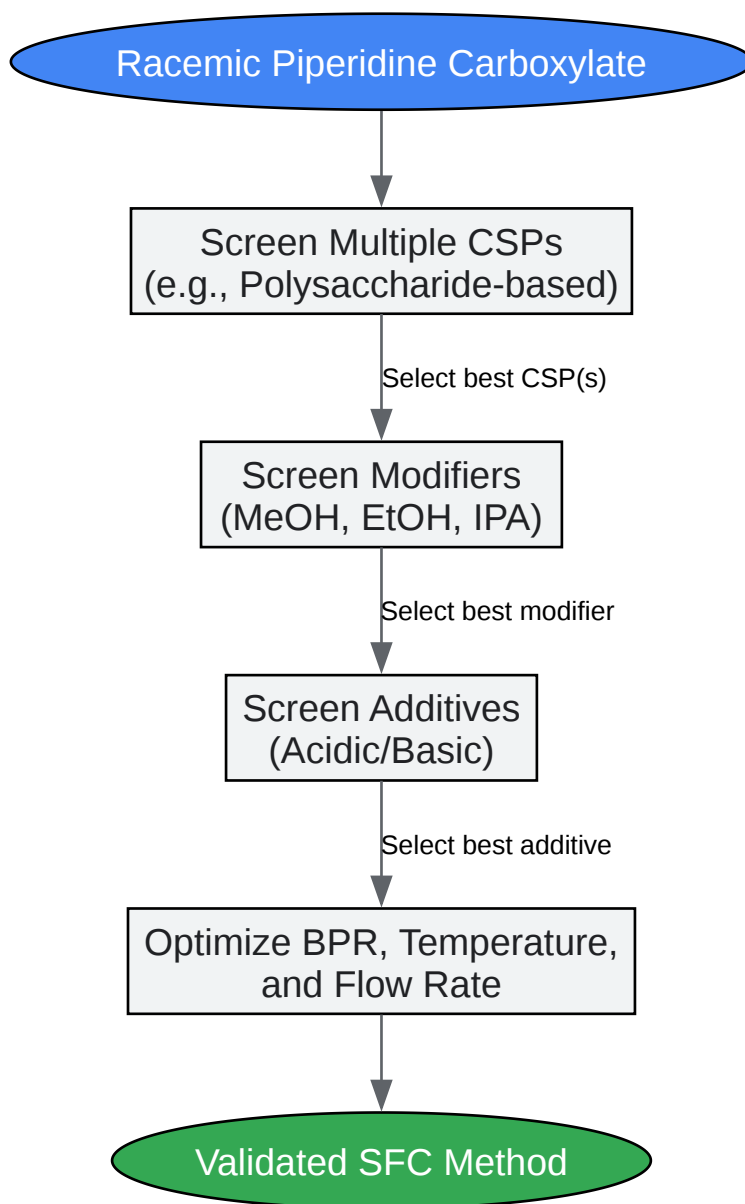 Racemic Piperidine Carboxylate
Screen Multiple CSPs
(e.g., Polysaccharide-based)
Select best CSP(s)
Screen Modifiers
(MeOH, EtOH, IPA)
Select best modifier
Screen Additives
(Acidic/Basic)
Select best additive
Optimize BPR, Temperature,
and Flow Rate
Validated SFC Method